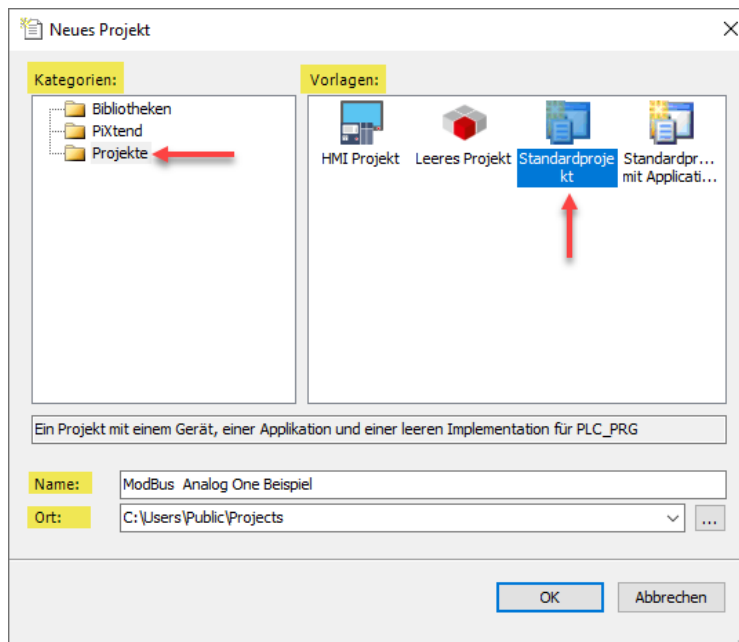 Neues Projekt
Kategorien:
Vorlagen:
Bibliotheken
PiXtend
Projekte
HMI Projekt
Leeres Projekt
Standardproje
kt
Standardpr...
mit Applicati...
Ein Projekt mit einem Gerät, einer Applikation und einer leeren Implementation für PLC_PRG
Name:
ModBus  Analog One Beispiel
Ort:
C:\Users\Public\Projects
...
OK
Abbrechen